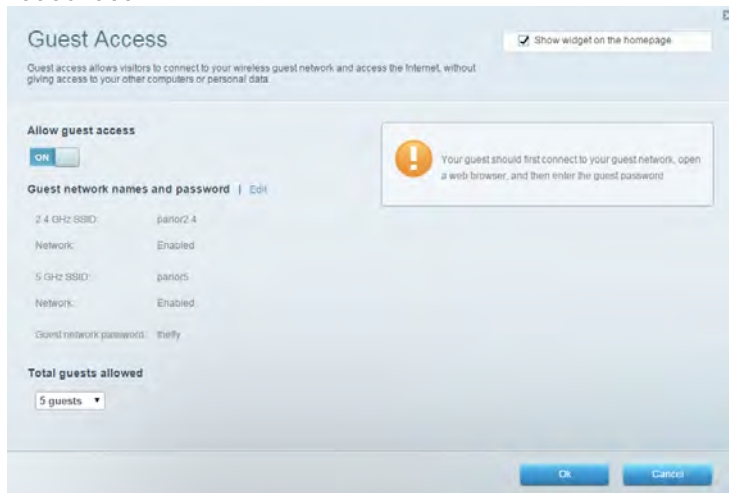 Guest Access
Show widget on the homepage
Guest access allows visitors to connect to your wireless guest network and access the Internet, without
giving access to your other computers or personal data
Allow guest access
ON
Your guest should first connect to your guest network, open
a web browser, and then enter the guest password
Guest network names and password | Edit
2.4 GHz SSID: parlor2.4
Network: Enabled
5 GHz SSID: parlor5
Network: Enabled
Guest network password: thefly
Total guests allowed
5 guests
Ok Cancel